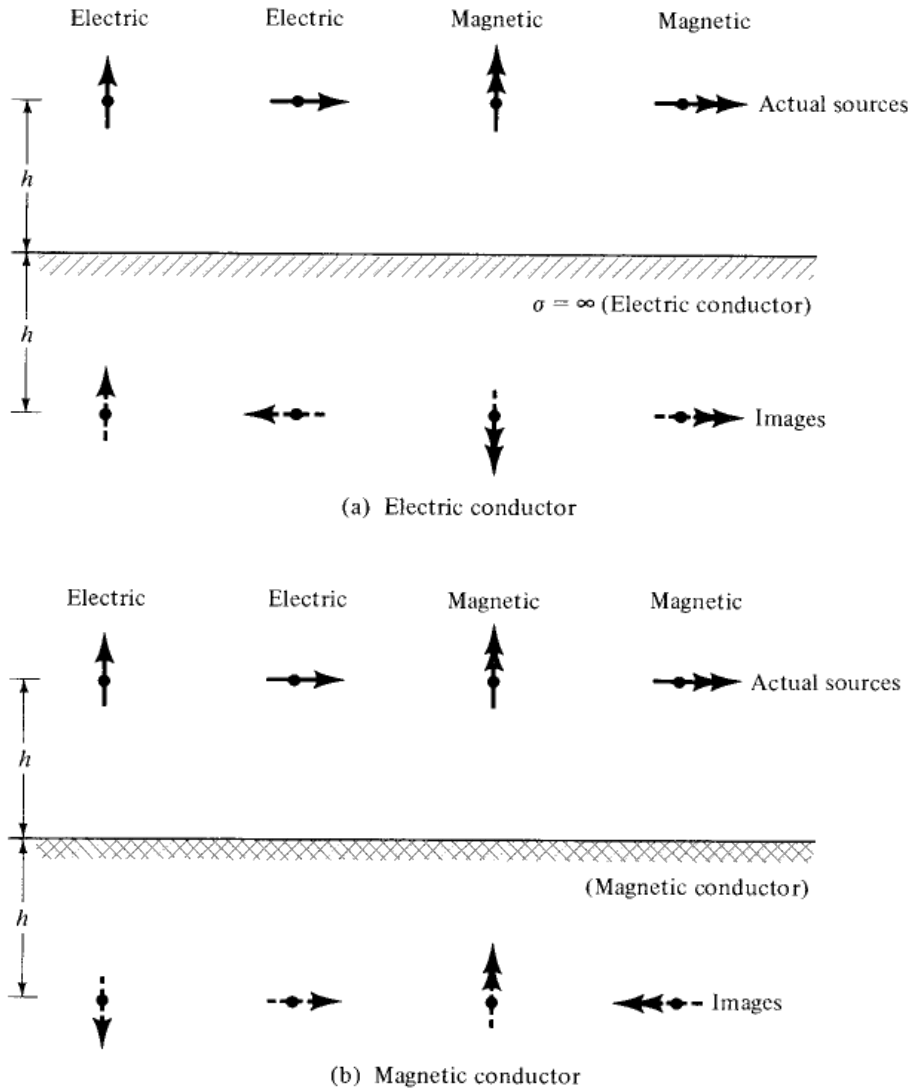 Electric Electric Magnetic Magnetic
Actual sources
h
σ = ∞ (Electric conductor)
h
Images
(a) Electric conductor
Electric Electric Magnetic Magnetic
Actual sources
h
(Magnetic conductor)
h
Images
(b) Magnetic conductor